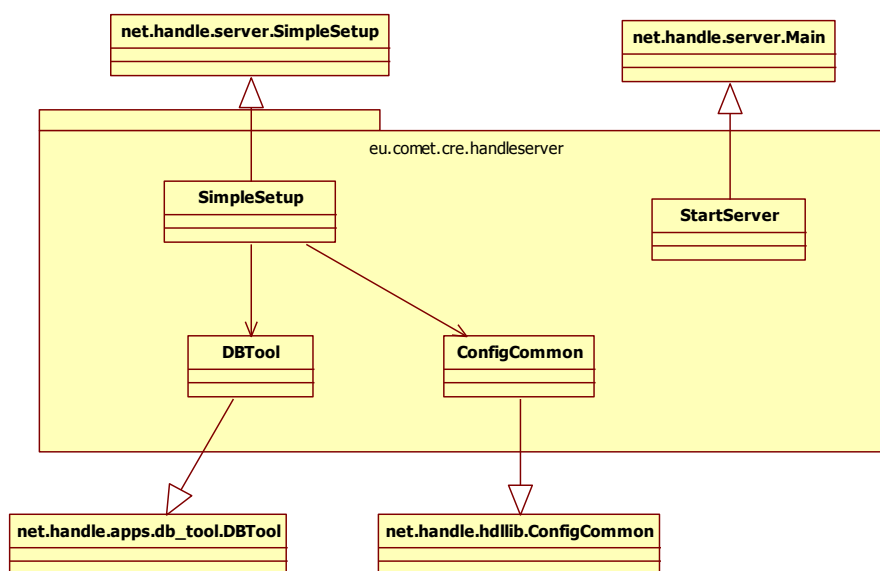 net.handle.server.SimpleSetup
net.handle.server.Main
eu.comet.cre.handleserver
SimpleSetup
StartServer
DBTool
ConfigCommon
net.handle.apps.db_tool.DBTool
net.handle.hdllib.ConfigCommon